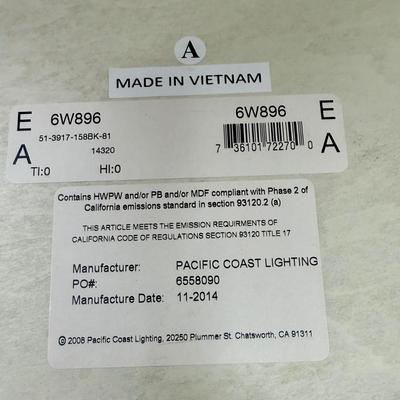 A
MADE IN VIETNAM
E 6W896 6W896 E
51-3917-158BK-81
A 14320 7 36101 72270 0 A
TI:0 HI:0
Contains HWPW and/or PB and/or MDF compliant with Phase 2 of
California emissions standard in section 93120.2 (a)
THIS ARTICLE MEETS THE EMISSION REQUIRMENTS OF
CALIFORNIA CODE OF REGULATIONS SECTION 93120 TITLE 17
Manufacturer: PACIFIC COAST LIGHTING
PO#: 6558090
Manufacture Date: 11-2014
© 2008 Pacific Coast Lighting, 20250 Plummer St. Chatsworth, CA 91311